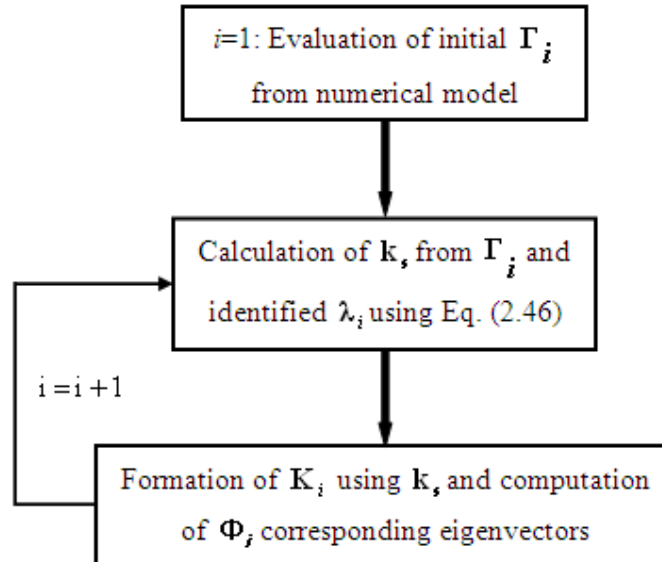 i=1: Evaluation of initial Γi
from numerical model
Calculation of ks from Γi and
identified λi using Eq. (2.46)
i = i + 1
Formation of Ki using ks and computation
of Φi corresponding eigenvectors